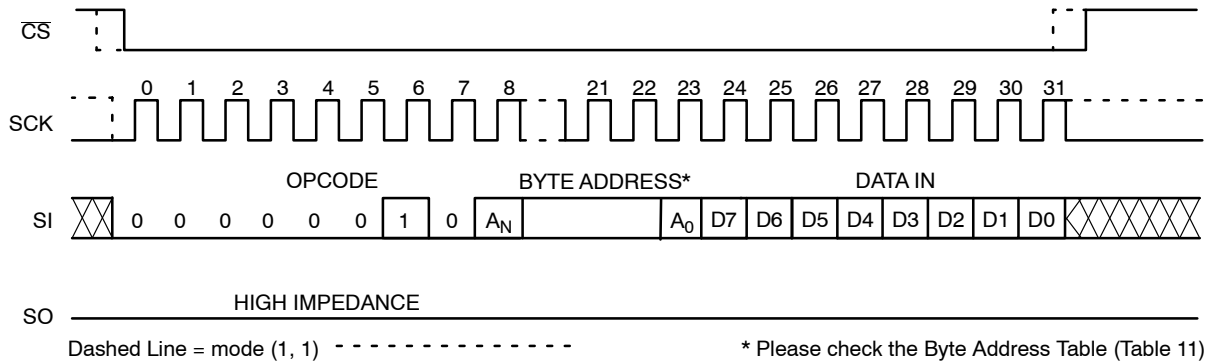 CS
0 1 2 3 4 5 6 7 8 21 22 23 24 25 26 27 28 29 30 31
SCK
OPCODE BYTE ADDRESS* DATA IN
SI 0 0 0 0 0 0 1 0 AN A0 D7 D6 D5 D4 D3 D2 D1 D0
HIGH IMPEDANCE
SO
Dashed Line = mode (1, 1) * Please check the Byte Address Table (Table 11)